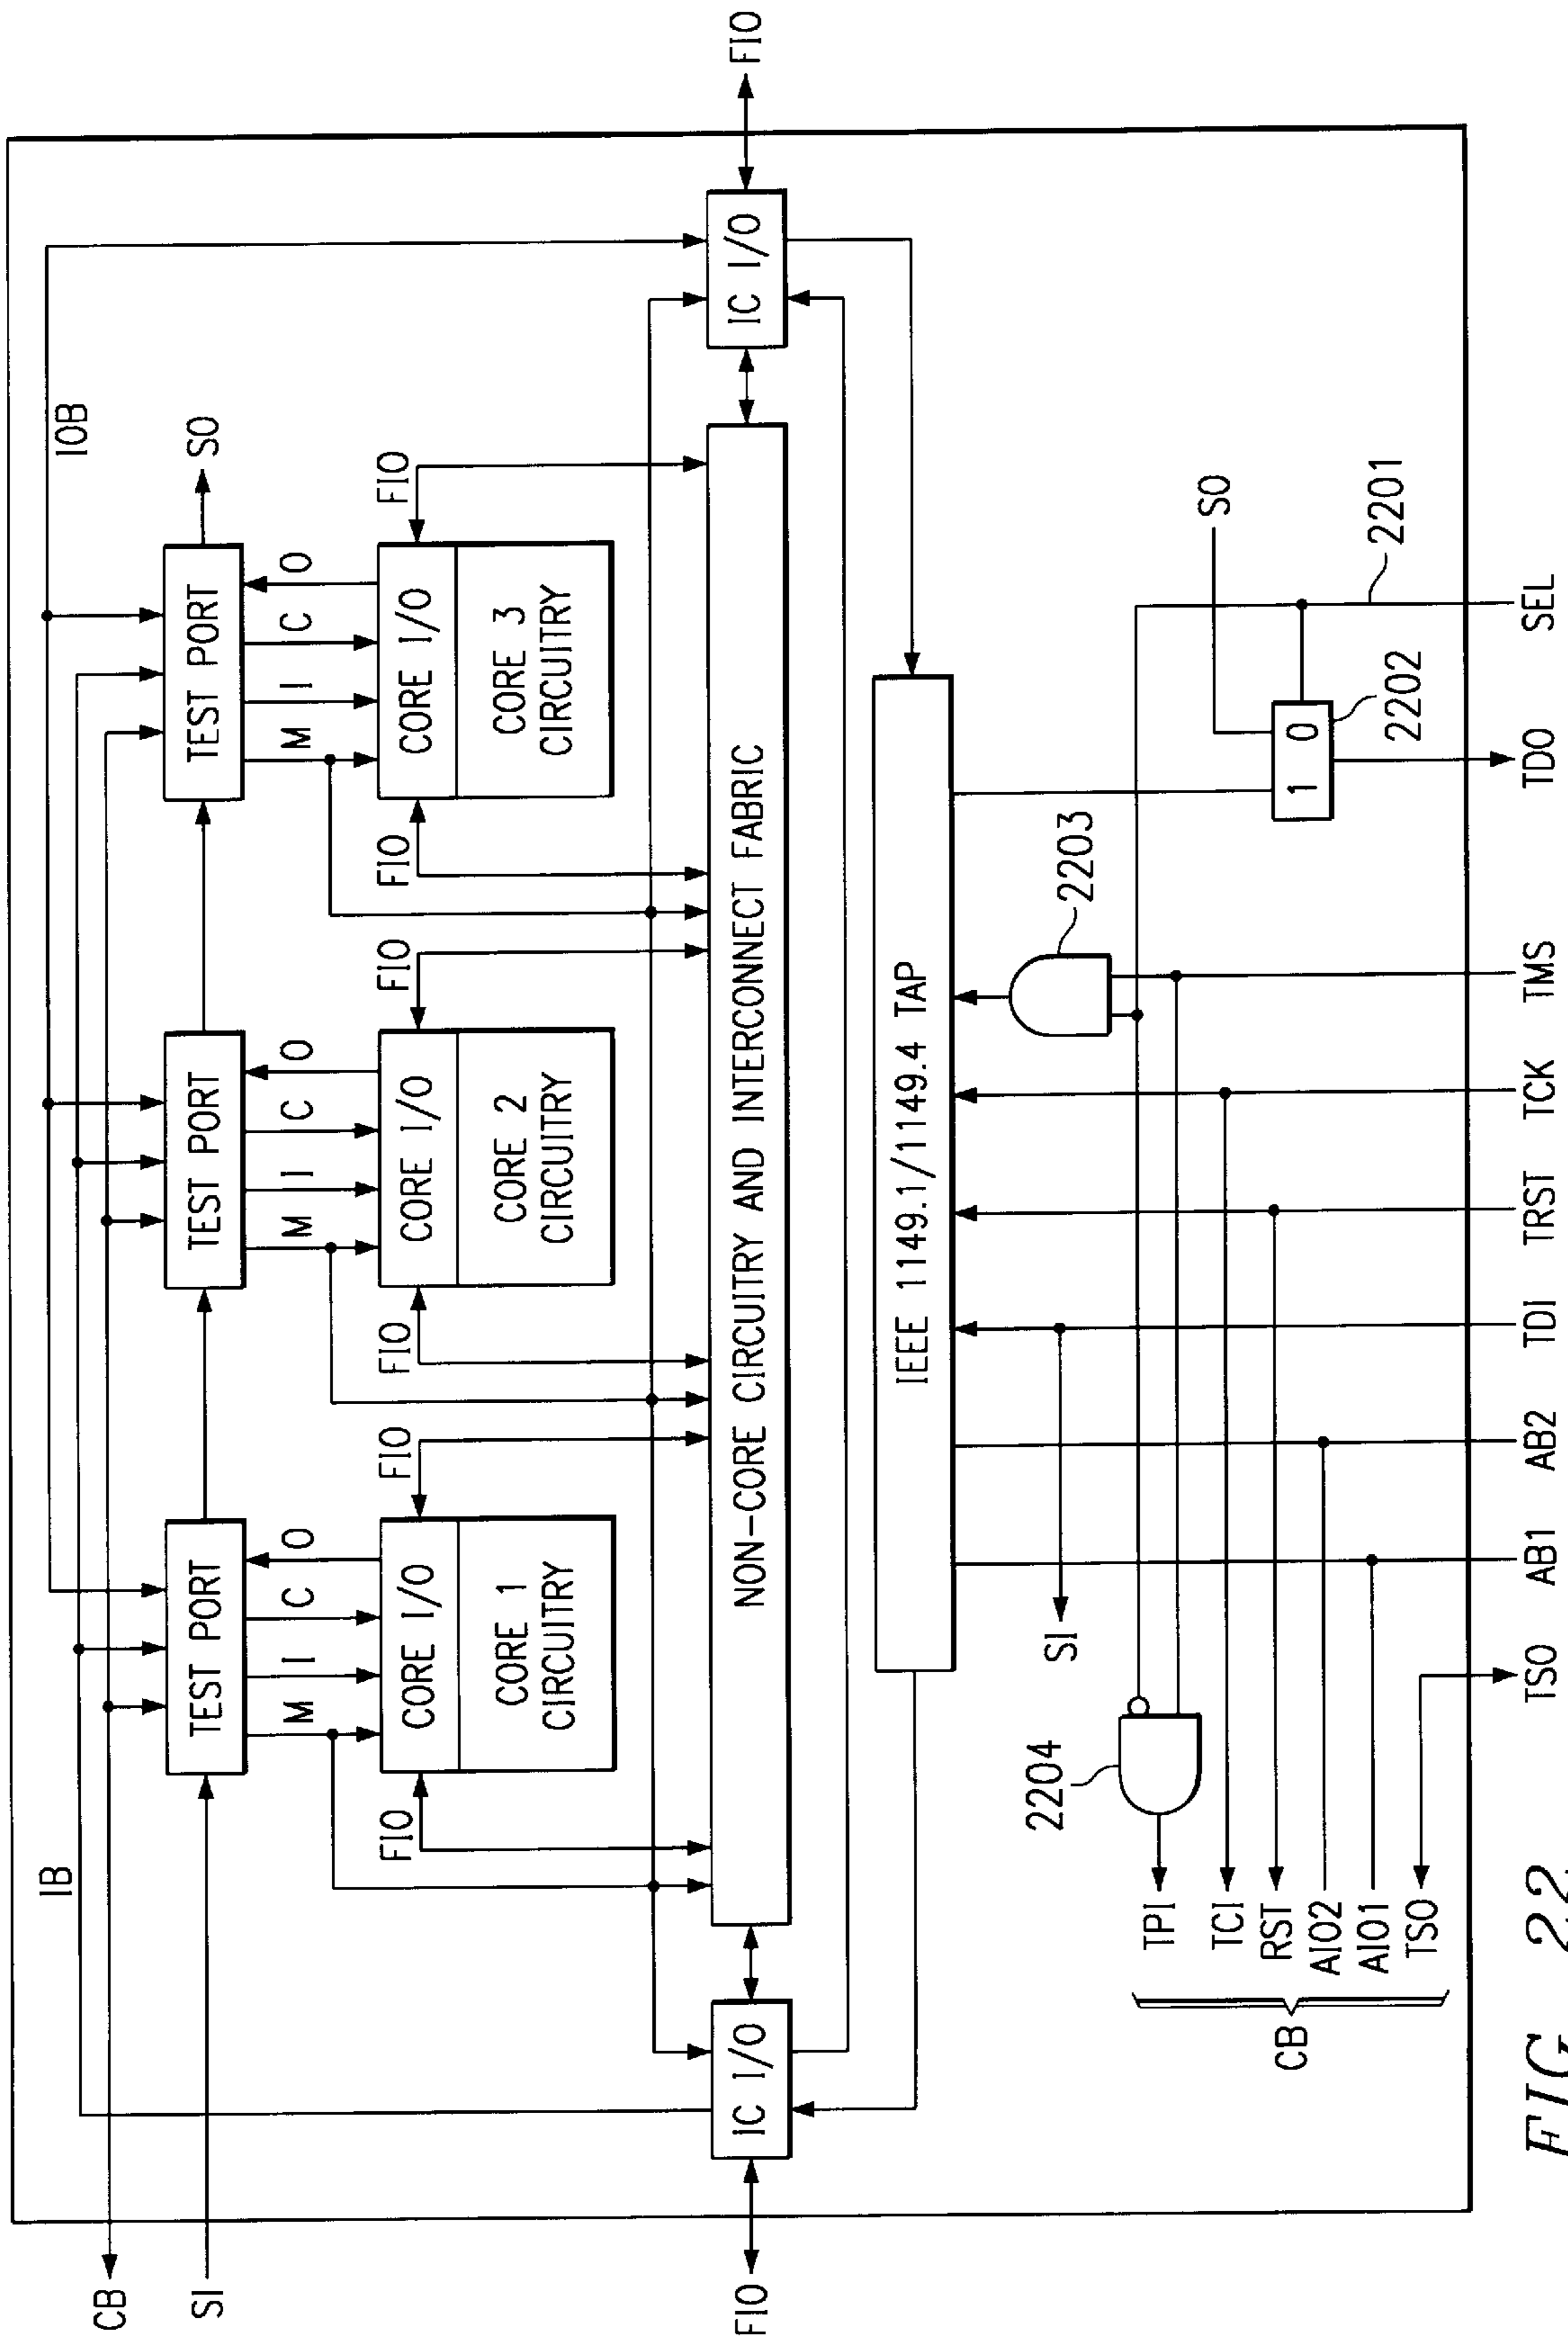 CB
SI
IB
IOB
SO
TEST PORT
TEST PORT
TEST PORT
M I C O
M I C O
M I C O
FIO
CORE I/O
CORE 1
CIRCUITRY
FIO
FIO
CORE I/O
CORE 2
CIRCUITRY
FIO
FIO
CORE I/O
CORE 3
CIRCUITRY
FIO
FIO
IC I/O
NON-CORE CIRCUITRY AND INTERCONNECT FABRIC
IC I/O
FIO
IEEE 1149.1/1149.4 TAP
2204
SI
2203
TPI
TCI
RST
AIO2
AIO1
TSO
CB
SO
1 0
2202
2201
TSO
AB1
AB2
TDI
TRST
TCK
TMS
TDO
SEL
FIG. 22